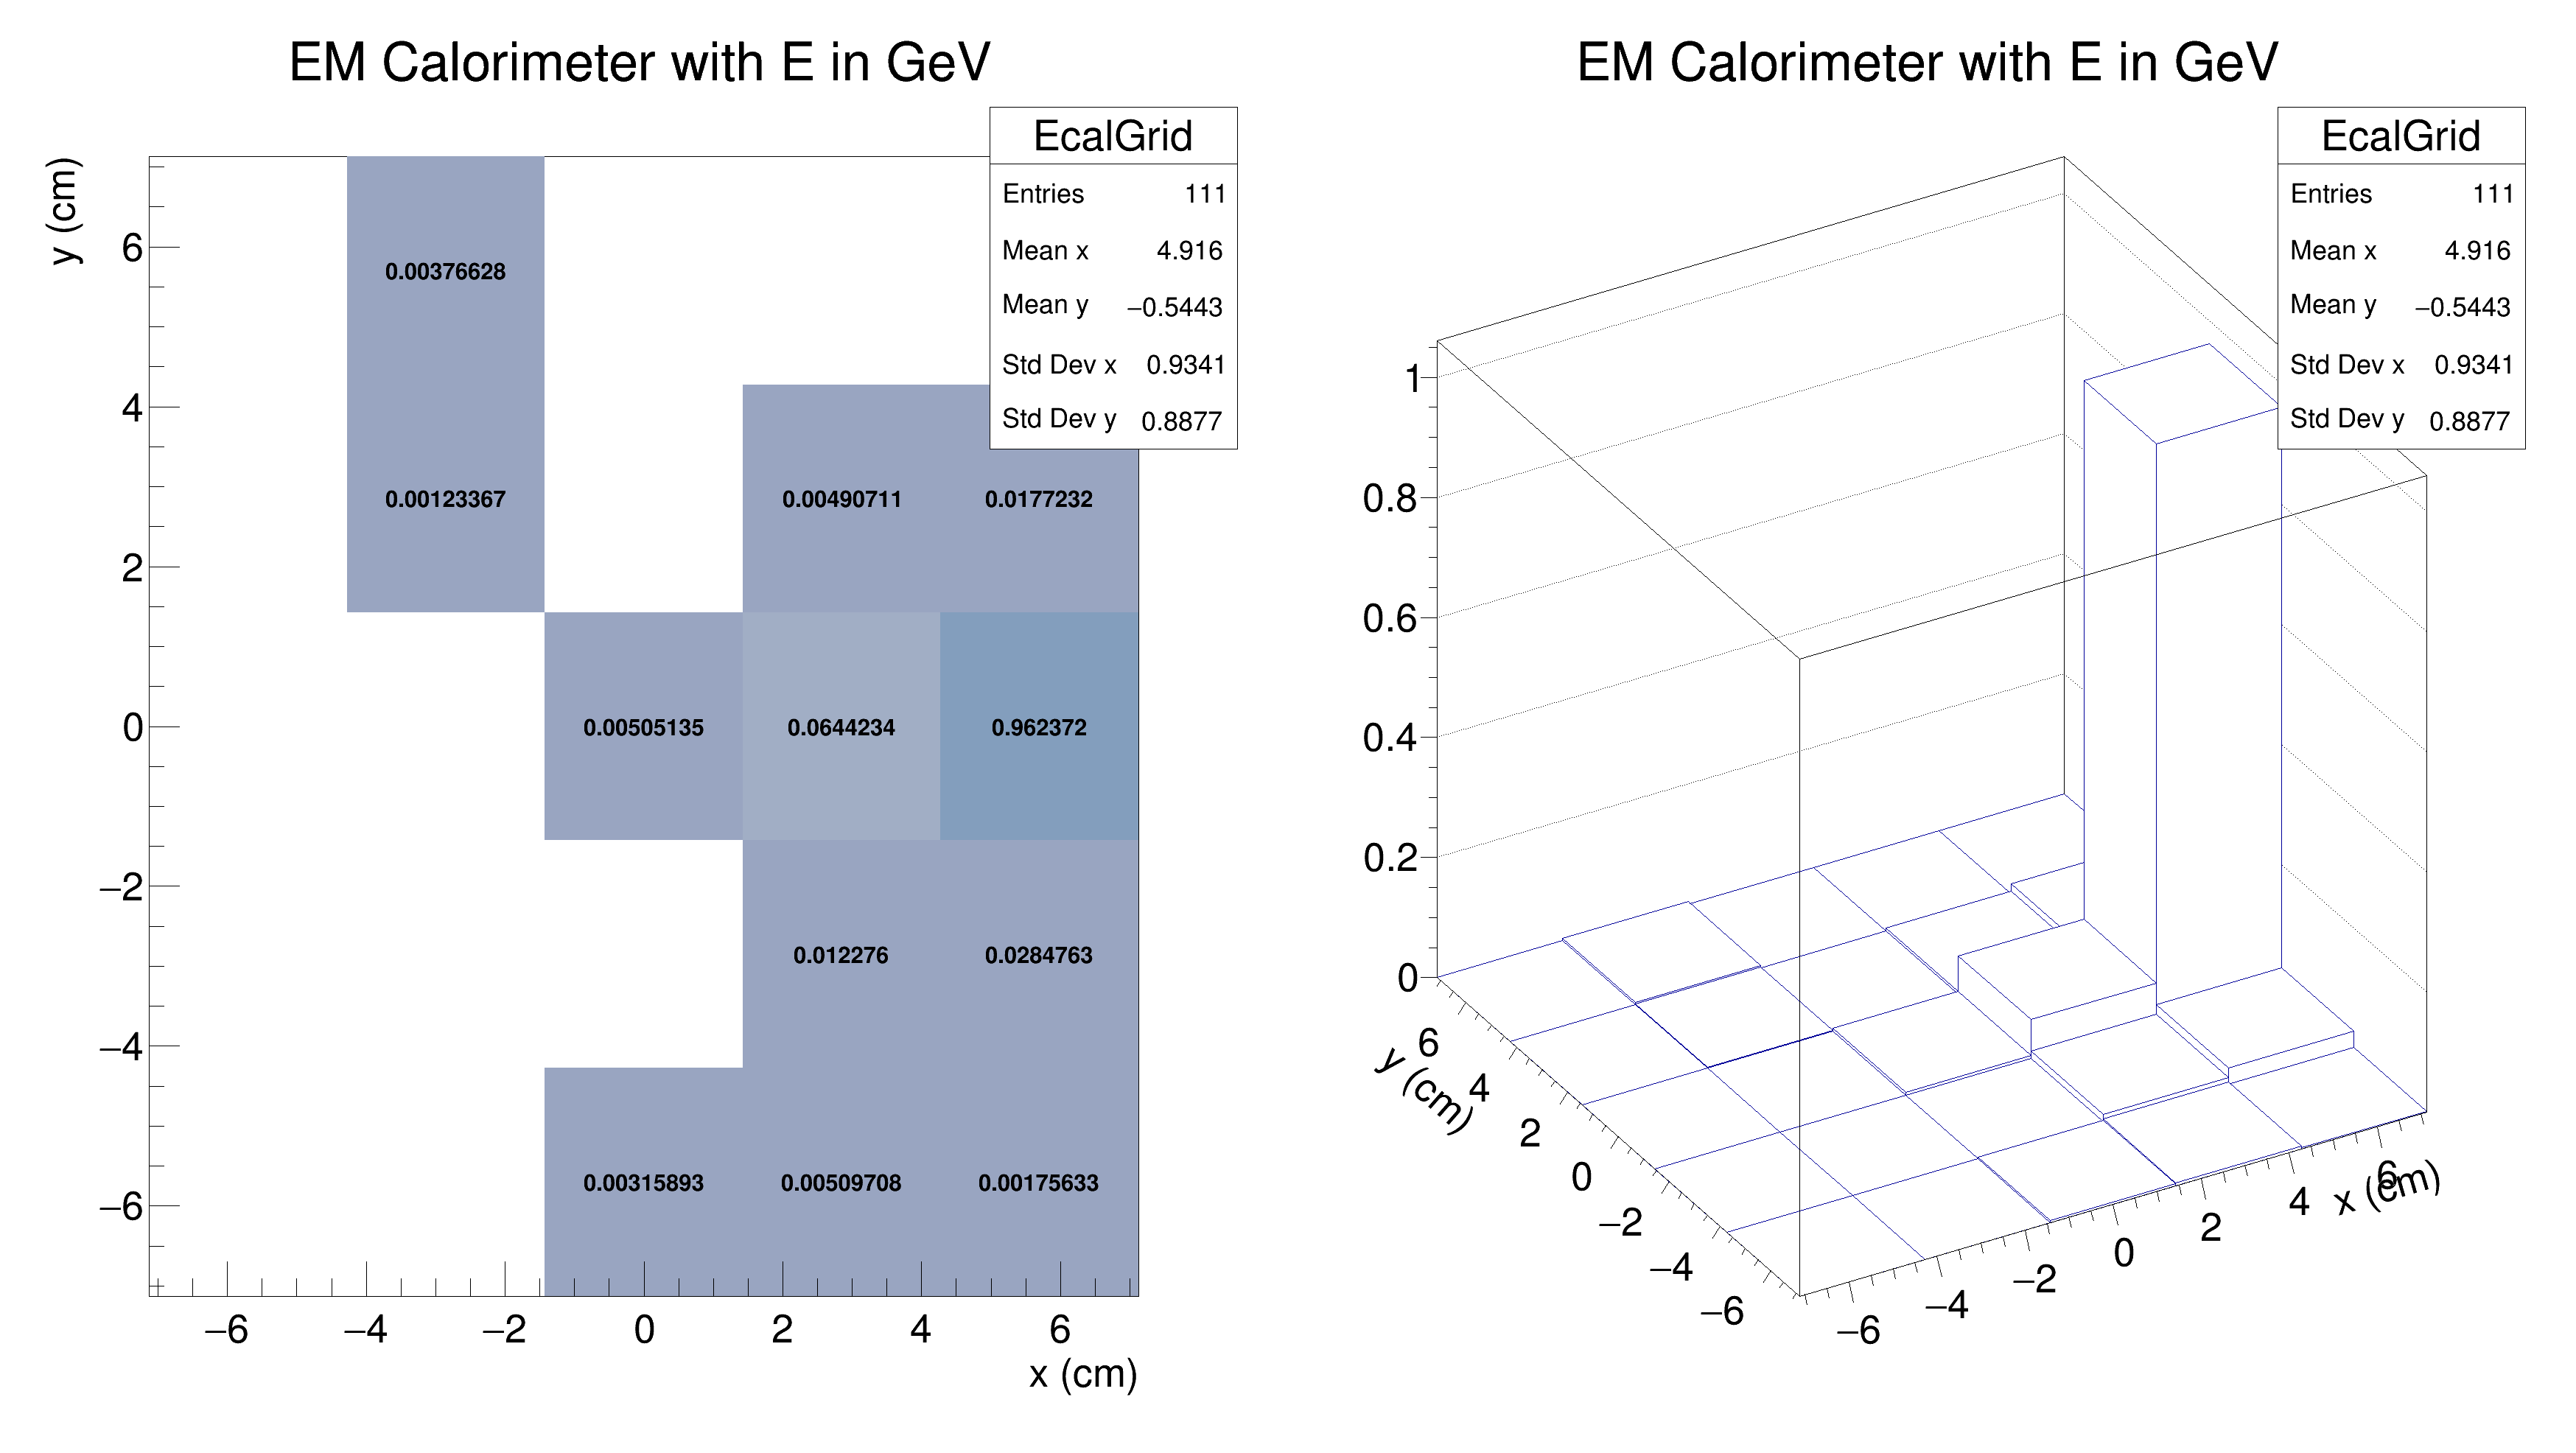 EM Calorimeter with E in GeV
EcalGrid
Entries 111
Mean x 4.916
Mean y −0.5443
Std Dev x 0.9341
Std Dev y 0.8877
y (cm)
6
4
2
0
−2
−4
−6
0.00376628
0.00123367 0.00490711 0.0177232
0.00505135 0.0644234 0.962372
0.012276 0.0284763
0.00315893 0.00509708 0.00175633
−6 −4 −2 0 2 4 6
x (cm)
EM Calorimeter with E in GeV
EcalGrid
Entries 111
Mean x 4.916
Mean y −0.5443
Std Dev x 0.9341
Std Dev y 0.8877
1
0.8
0.6
0.4
0.2
0
6
4
2
0
−2
−4
−6
y (cm)
−6
−4
−2
0
2
4
6
x (cm)